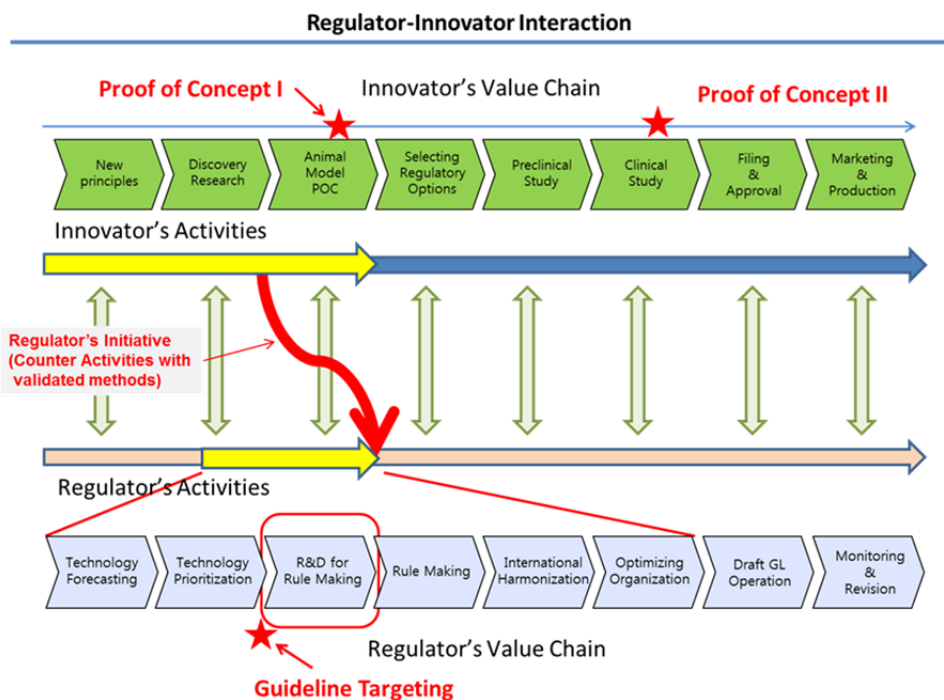 Regulator-Innovator Interaction
Proof of Concept I
Innovator's Value Chain
Proof of Concept II
New
principles
Discovery
Research
Animal
Model
POC
Selecting
Regulatory
Options
Preclinical
Study
Clinical
Study
Filing
&
Approval
Marketing
&
Production
Innovator's Activities
Regulator's Initiative
(Counter Activities with
validated methods)
Regulator's Activities
Technology
Forecasting
Technology
Prioritization
R&D for
Rule Making
Rule Making
International
Harmonization
Optimizing
Organization
Draft GL
Operation
Monitoring
&
Revision
Regulator's Value Chain
Guideline Targeting